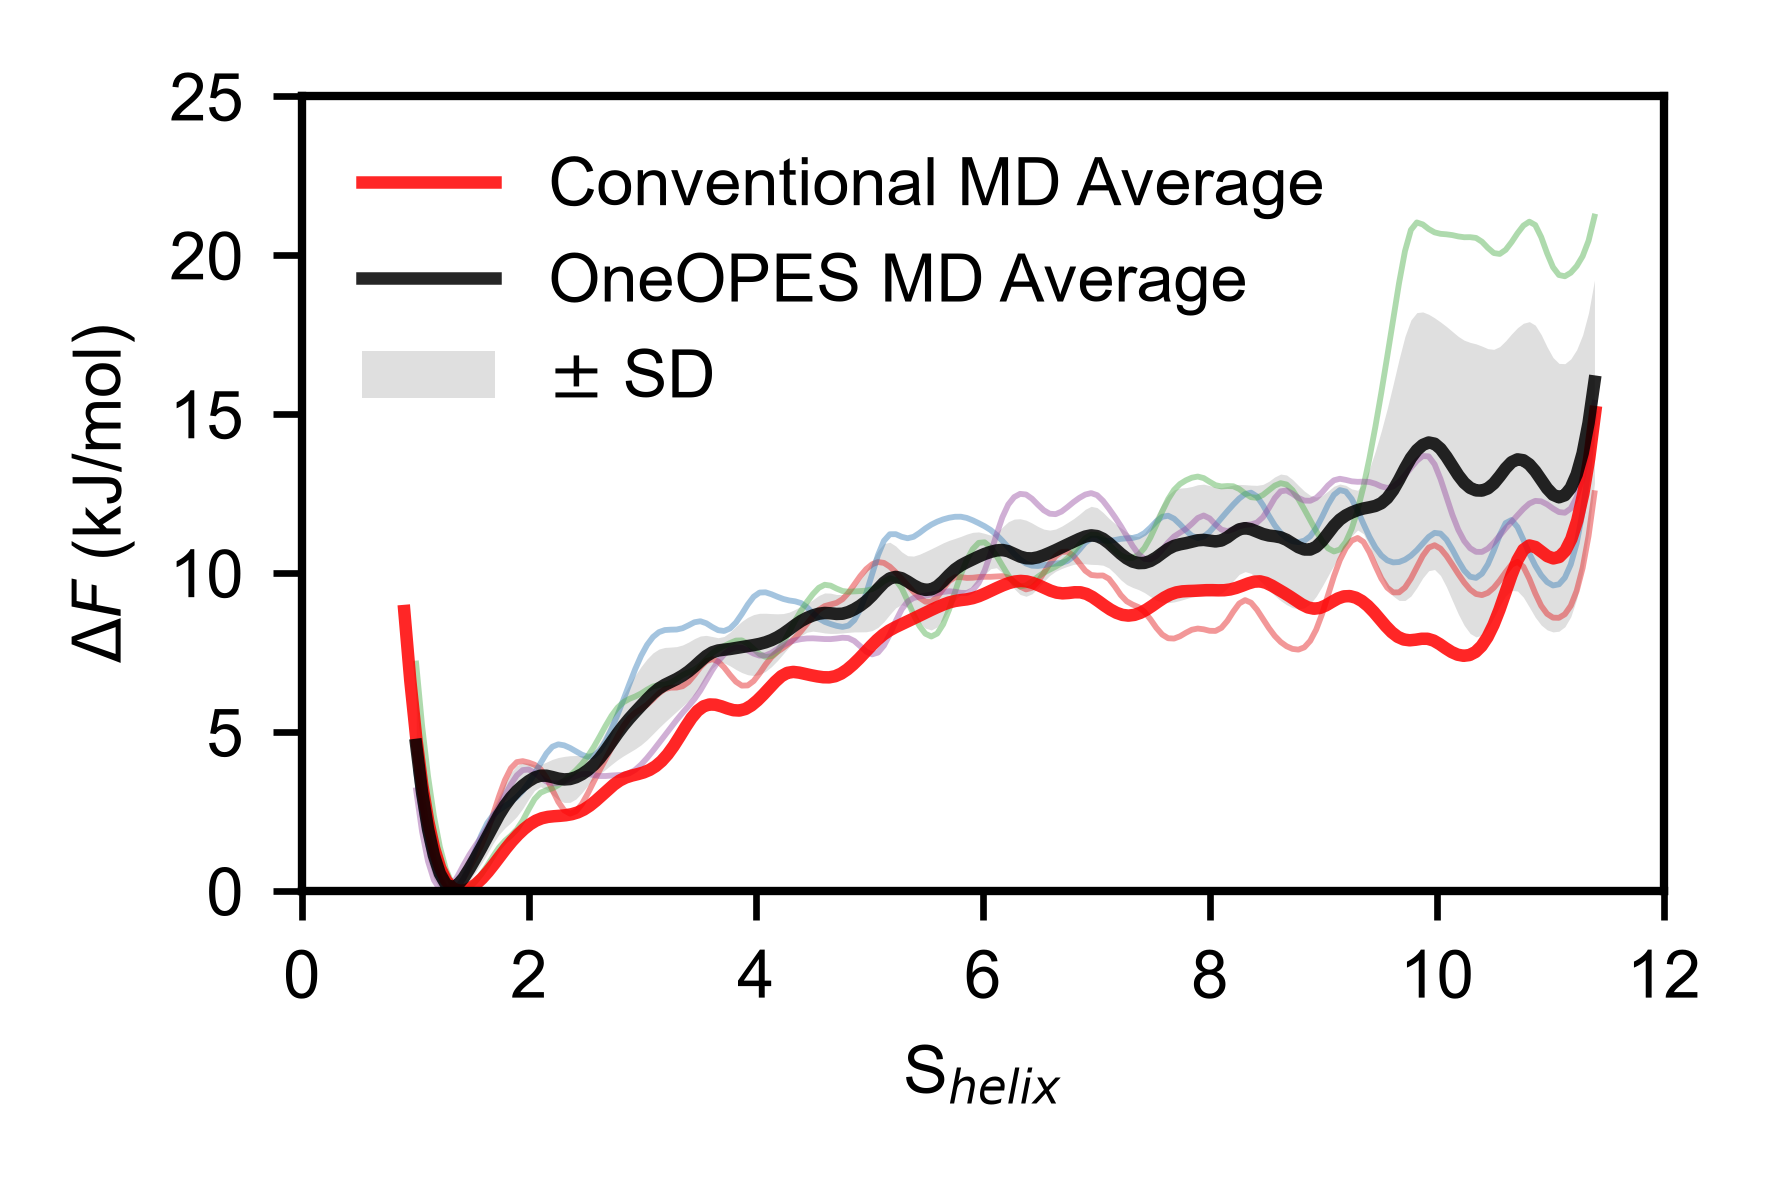 25
20
15
10
5
0
ΔF (kJ/mol)
Conventional MD Average
OneOPES MD Average
± SD
0 2 4 6 8 10 12
S_helix